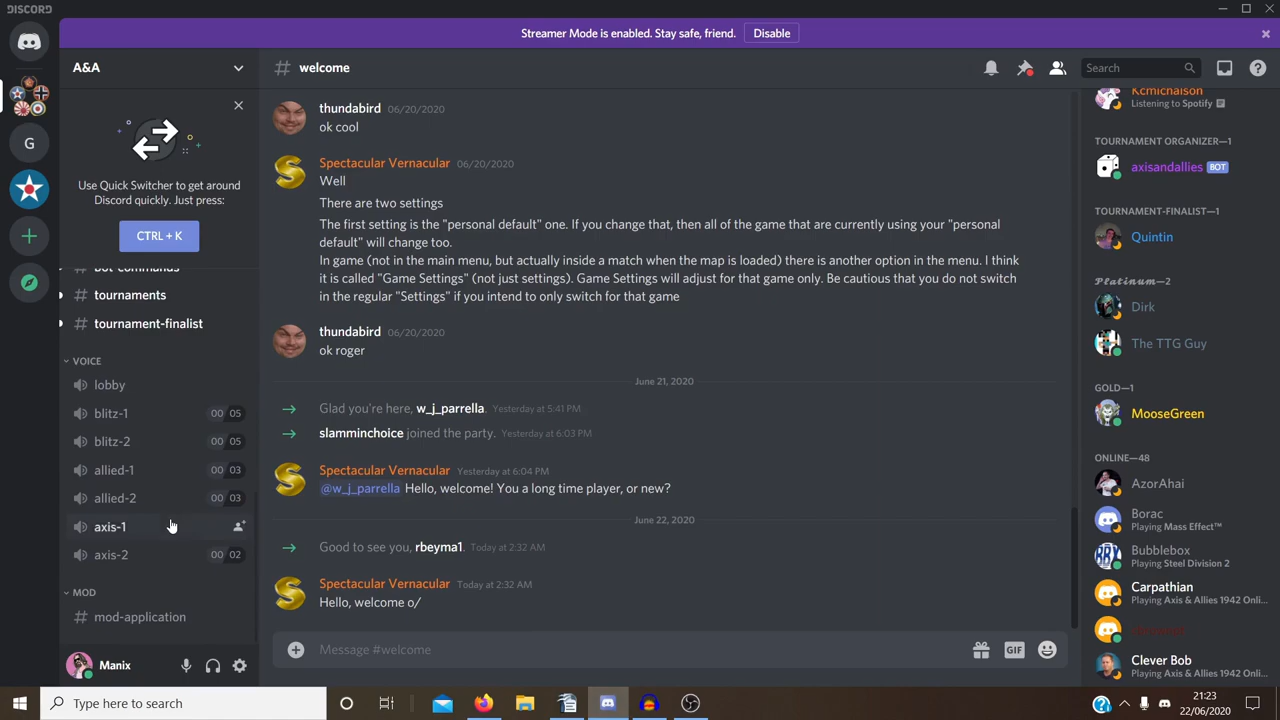 DISCORD
Streamer Mode is enabled. Stay safe, friend.
Disable
A&A
Use Quick Switcher to get around
Discord quickly. Just press:
CTRL + K
G
bot-commands
# tournaments
# tournament-finalist
VOICE
lobby
blitz-1 00 05
blitz-2 00 05
allied-1 00 03
allied-2 00 03
axis-1
axis-2 00 02
MOD
# mod-application
Manix
# welcome
Search
thundabird 06/20/2020
ok cool
Spectacular Vernacular 06/20/2020
Well
There are two settings
The first setting is the "personal default" one. If you change that, then all of the game that are currently using your "personal
default" will change too.
In game (not in the main menu, but actually inside a match when the map is loaded) there is another option in the menu. I think
it is called "Game Settings" (not just settings). Game Settings will adjust for that game only. Be cautious that you do not switch
in the regular "Settings" if you intend to only switch for that game
thundabird 06/20/2020
ok roger
June 21, 2020
Glad you're here, w_j_parrella. Yesterday at 5:41 PM
slamminchoice joined the party. Yesterday at 6:03 PM
Spectacular Vernacular Yesterday at 6:04 PM
@w_j_parrella Hello, welcome! You a long time player, or new?
June 22, 2020
Good to see you, rbeyma1. Today at 2:32 AM
Spectacular Vernacular Today at 2:32 AM
Hello, welcome o/
Message #welcome
GIF
Kcmichalson
Listening to Spotify
TOURNAMENT ORGANIZER—1
axisandallies BOT
TOURNAMENT-FINALIST—1
Quintin
𝓟𝓵𝓪𝓽𝓲𝓷𝓾𝓶—2
Dirk
The TTG Guy
GOLD—1
MooseGreen
ONLINE—48
AzorAhai
Borac
Playing Mass Effect™
Bubblebox
Playing Steel Division 2
Carpathian
Playing Axis & Allies 1942 Onli...
Clever Bob
Playing Axis & Allies 1942 Onli...
Type here to search
21:23
22/06/2020